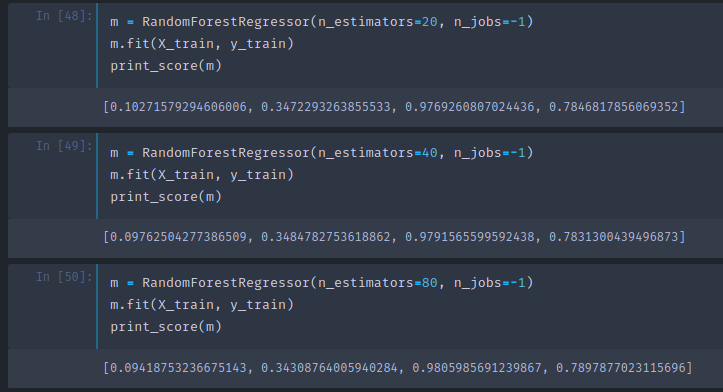 In [48]:
m = RandomForestRegressor(n_estimators=20, n_jobs=-1)
m.fit(X_train, y_train)
print_score(m)
[0.10271579294606006, 0.3472293263855533, 0.9769260807024436, 0.7846817856069352]
In [49]:
m = RandomForestRegressor(n_estimators=40, n_jobs=-1)
m.fit(X_train, y_train)
print_score(m)
[0.09762504277386509, 0.3484782753618862, 0.9791565599592438, 0.7831300439496873]
In [50]:
m = RandomForestRegressor(n_estimators=80, n_jobs=-1)
m.fit(X_train, y_train)
print_score(m)
[0.09418753236675143, 0.34308764005940284, 0.9805985691239867, 0.7897877023115696]